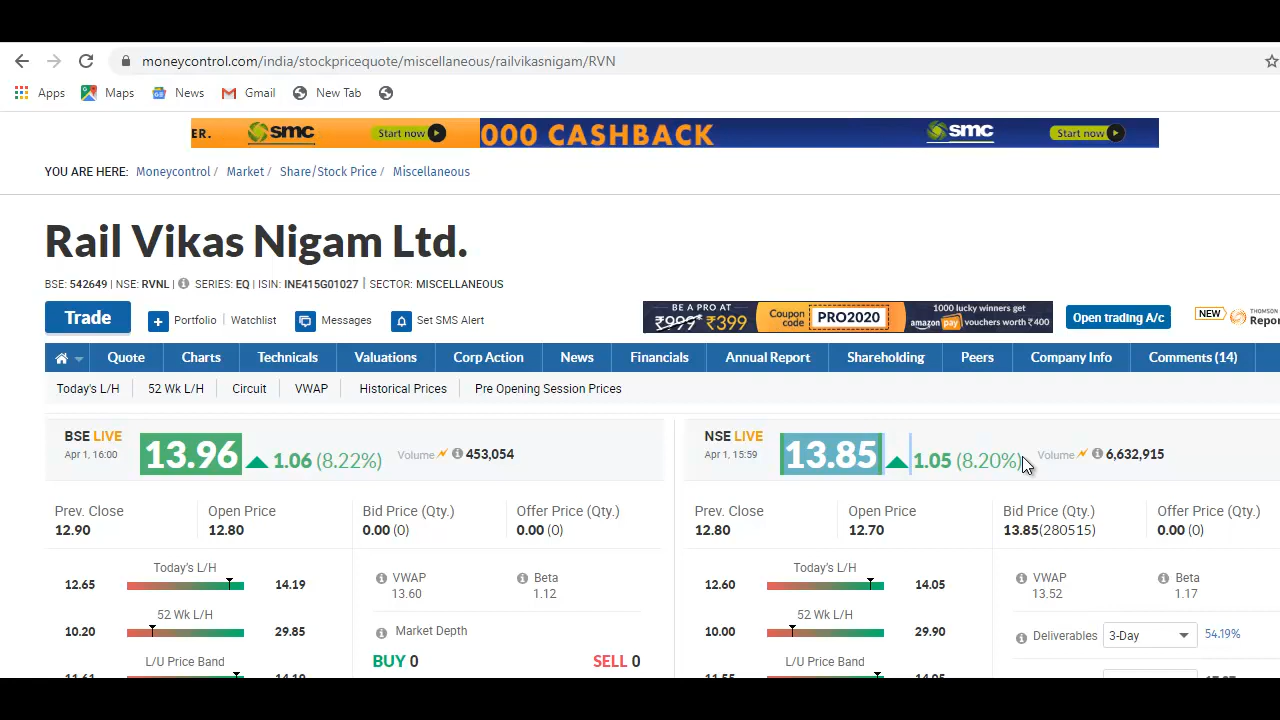 moneycontrol.com/india/stockpricequote/miscellaneous/railvikasnigam/RVN
Apps Maps News Gmail New Tab
ER. smc Start now 000 CASHBACK smc Start now
YOU ARE HERE: Moneycontrol / Market / Share/Stock Price / Miscellaneous
Rail Vikas Nigam Ltd.
BSE: 542649 | NSE: RVNL | SERIES: EQ | ISIN: INE415G01027 | SECTOR: MISCELLANEOUS
Trade + Portfolio | Watchlist Messages Set SMS Alert
BE A PRO AT ₹999* ₹399 Coupon code PRO2020 1000 lucky winners get amazon pay vouchers worth ₹400
Open trading A/c NEW THOMSON Repor
Quote Charts Technicals Valuations Corp Action News Financials Annual Report Shareholding Peers Company Info Comments (14)
Today's L/H 52 Wk L/H Circuit VWAP Historical Prices Pre Opening Session Prices
BSE LIVE
Apr 1, 16:00
13.96 1.06 (8.22%) Volume 453,054
NSE LIVE
Apr 1, 15:59
13.85 1.05 (8.20%) Volume 6,632,915
Prev. Close Open Price Bid Price (Qty.) Offer Price (Qty.)
12.90 12.80 0.00 (0) 0.00 (0)
Prev. Close Open Price Bid Price (Qty.) Offer Price (Qty.)
12.80 12.70 13.85(280515) 0.00 (0)
Today's L/H
12.65 14.19
52 Wk L/H
10.20 29.85
L/U Price Band
VWAP Beta
13.60 1.12
Market Depth
BUY 0 SELL 0
Today's L/H
12.60 14.05
52 Wk L/H
10.00 29.90
L/U Price Band
VWAP Beta
13.52 1.17
Deliverables 3-Day 54.19%